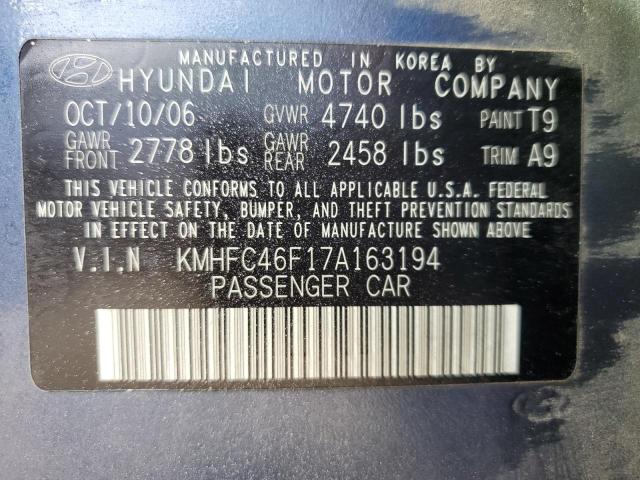 MANUFACTURED IN KOREA BY
HYUNDAI MOTOR COMPANY
OCT/10/06 GVWR 4740 lbs PAINT T9
GAWR FRONT 2778 lbs GAWR REAR 2458 lbs TRIM A9
THIS VEHICLE CONFORMS TO ALL APPLICABLE U.S.A. FEDERAL
MOTOR VEHICLE SAFETY, BUMPER, AND THEFT PREVENTION STANDARDS
IN EFFECT ON THE DATE OF MANUFACTURE SHOWN ABOVE.
V.I.N KMHFC46F17A163194
PASSENGER CAR